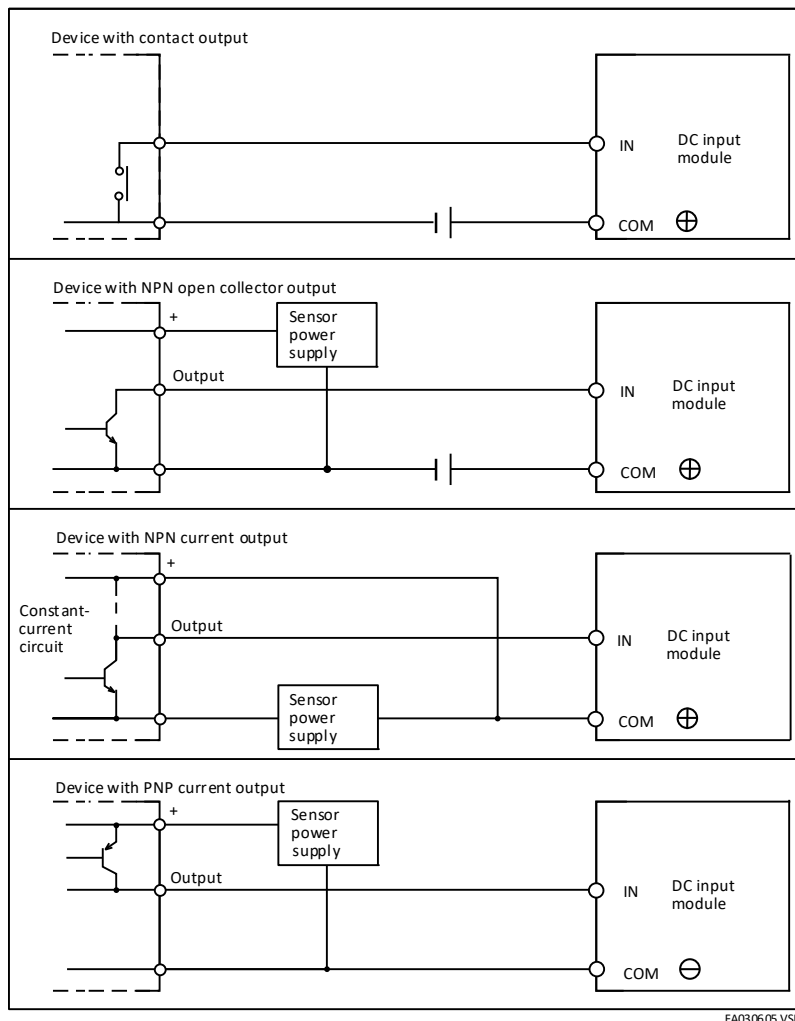 Device with contact output
IN
DC input
module
COM ⊕
Device with NPN open collector output
+
Sensor
power
supply
Output
IN
DC input
module
COM ⊕
Device with NPN current output
+
Constant-
current
circuit
Output
IN
DC input
module
Sensor
power
supply
COM ⊕
Device with PNP current output
+
Sensor
power
supply
Output
IN
DC input
module
COM ⊖